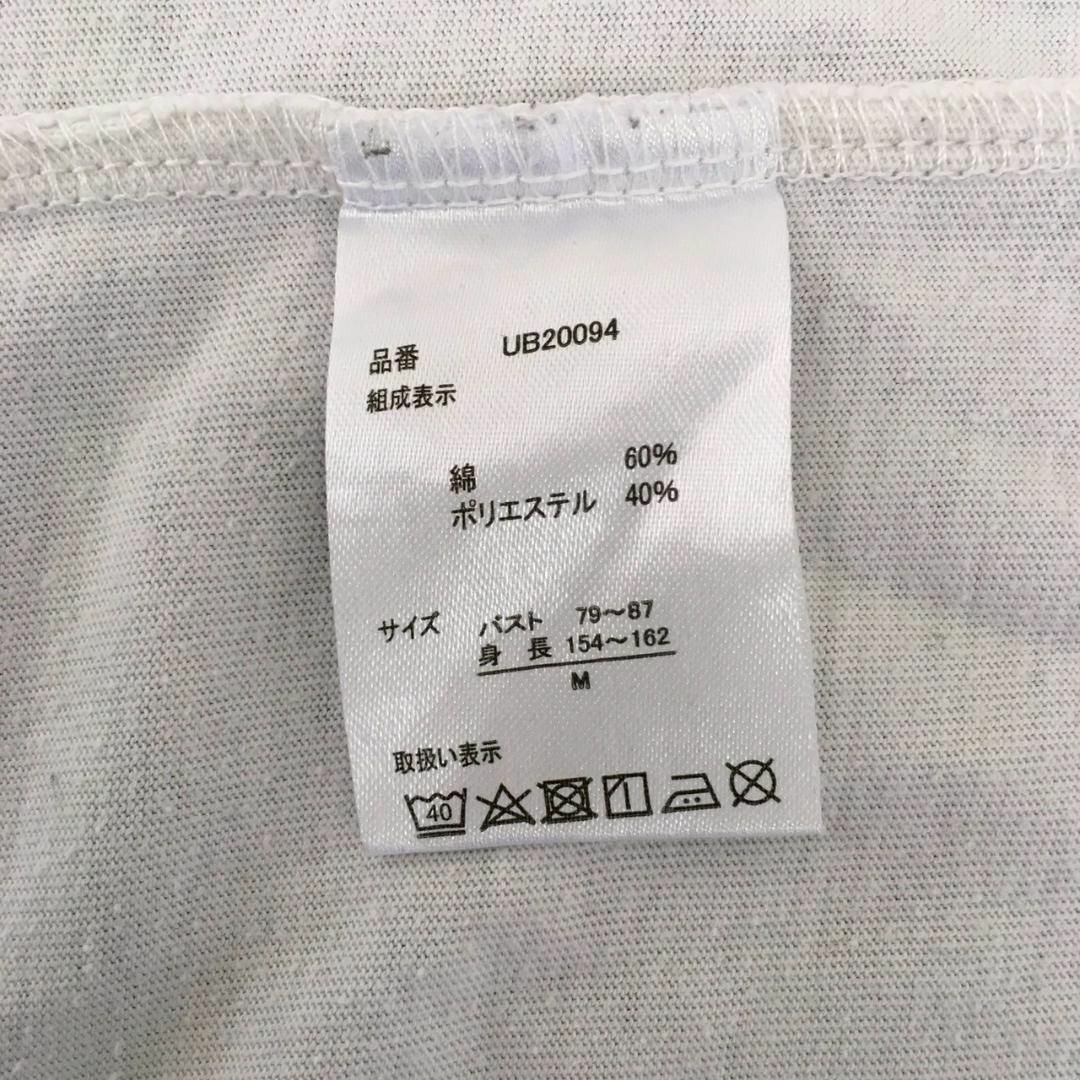 品番 UB20094
組成表示
綿 60%
ポリエステル 40%
サイズ バスト 79~87
身 長 154~162
M
取扱い表示
40